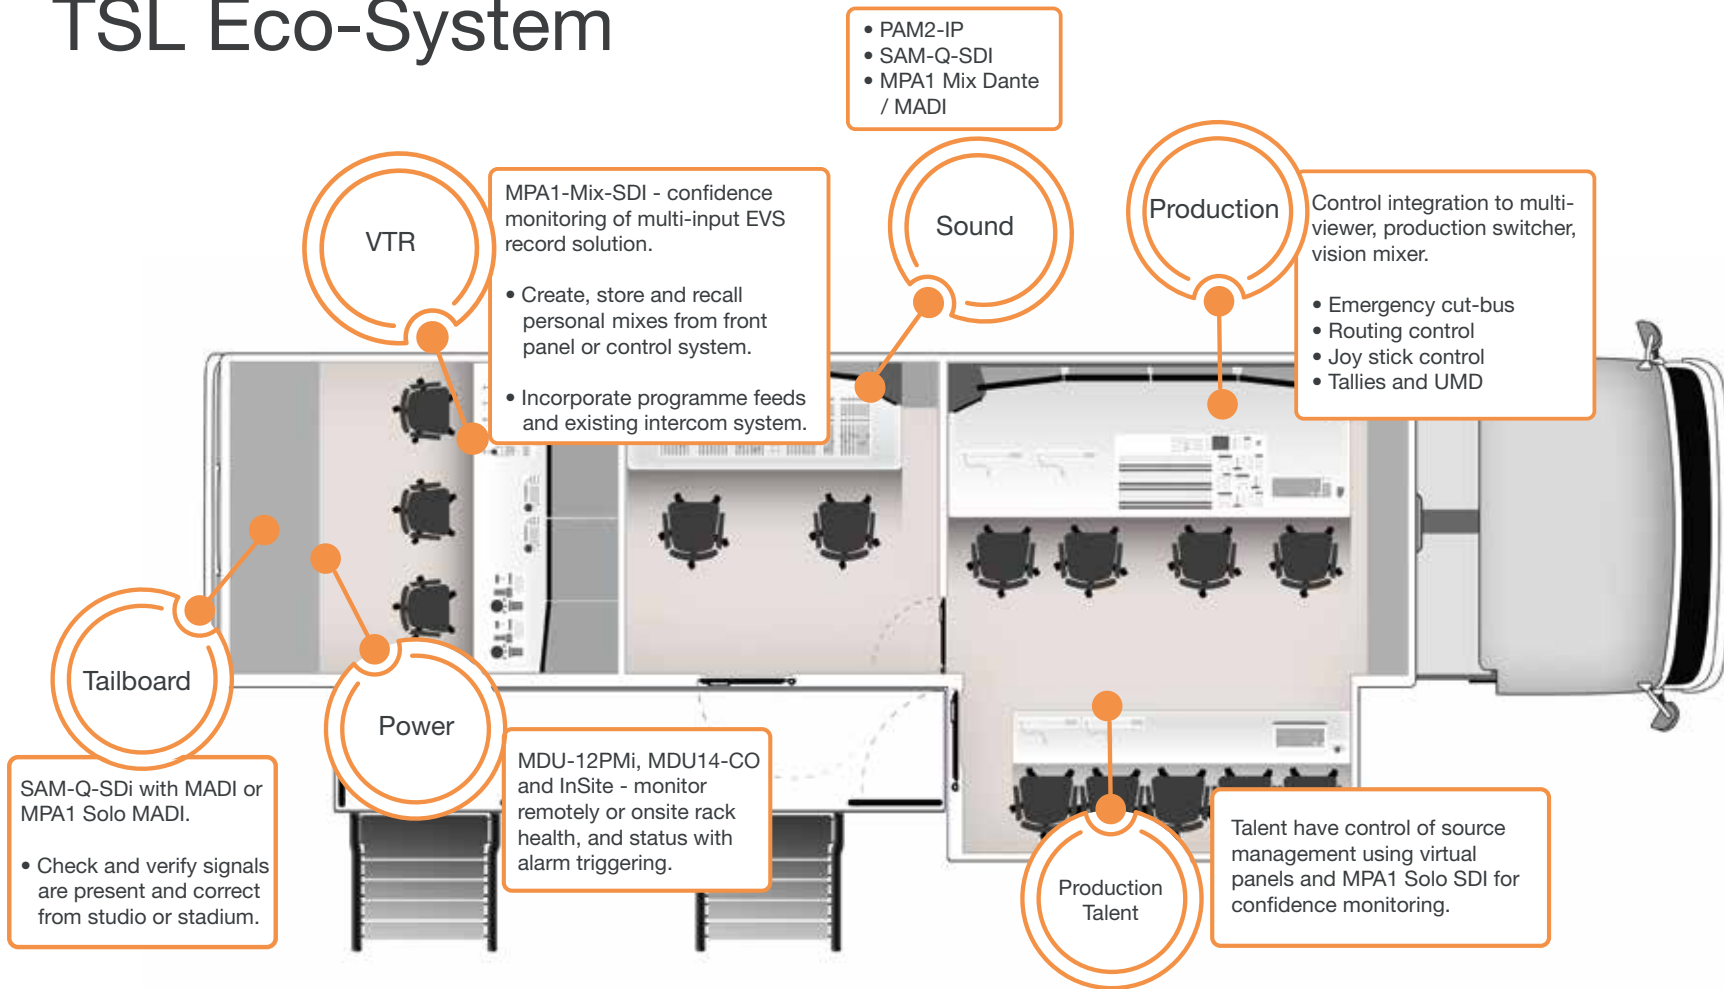 TSL Eco-System
• PAM2-IP
• SAM-Q-SDI
• MPA1 Mix Dante
/ MADI
VTR
MPA1-Mix-SDI - confidence
monitoring of multi-input EVS
record solution.
• Create, store and recall
personal mixes from front
panel or control system.
• Incorporate programme feeds
and existing intercom system.
Sound
Production
Control integration to multi-
viewer, production switcher,
vision mixer.
• Emergency cut-bus
• Routing control
• Joy stick control
• Tallies and UMD
Tailboard
SAM-Q-SDi with MADI or
MPA1 Solo MADI.
• Check and verify signals
are present and correct
from studio or stadium.
Power
MDU-12PMi, MDU14-CO
and InSite - monitor
remotely or onsite rack
health, and status with
alarm triggering.
Production
Talent
Talent have control of source
management using virtual
panels and MPA1 Solo SDI for
confidence monitoring.